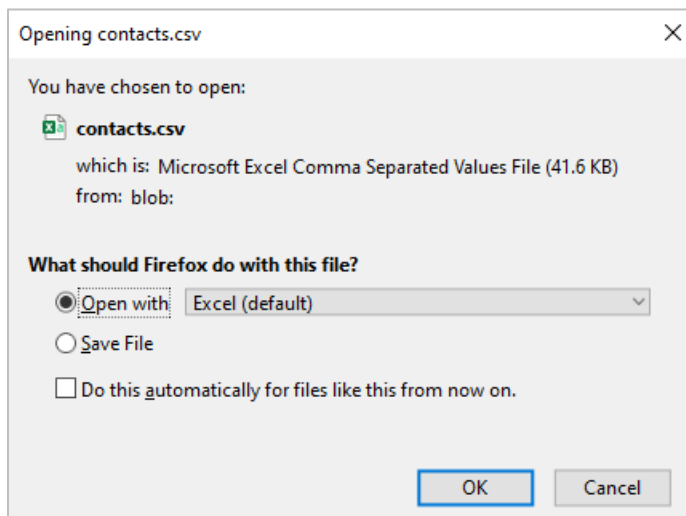 Opening contacts.csv
You have chosen to open:
contacts.csv
which is: Microsoft Excel Comma Separated Values File (41.6 KB)
from: blob:
What should Firefox do with this file?
Open with Excel (default)
Save File
Do this automatically for files like this from now on.
OK Cancel